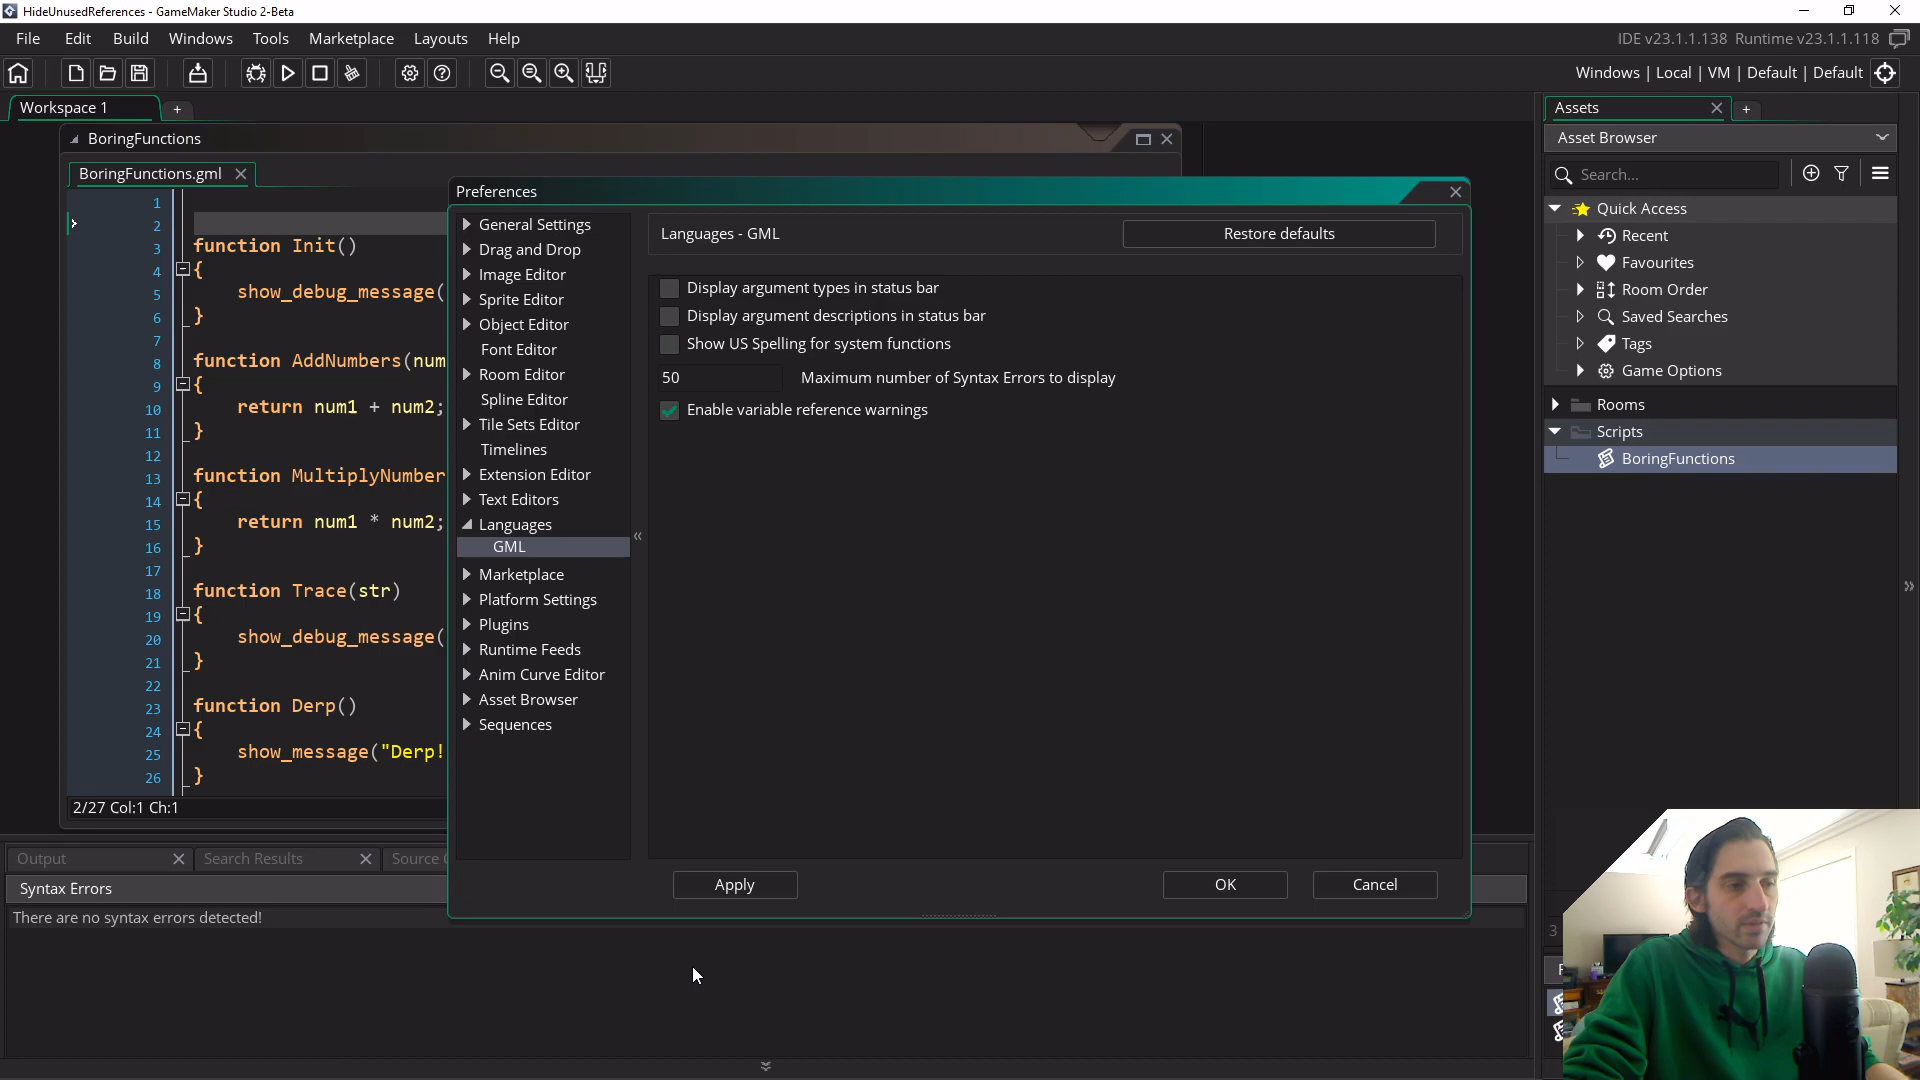 HideUnusedReferences - GameMaker Studio 2-Beta
File Edit Build Windows Tools Marketplace Layouts Help
IDE v23.1.1.138 Runtime v23.1.1.118
Windows | Local | VM | Default | Default
Workspace 1
BoringFunctions
BoringFunctions.gml
1
2
3 function Init()
4 {
5 show_debug_message(
6 }
7
8 function AddNumbers(num
9 {
10 return num1 + num2;
11 }
12
13 function MultiplyNumber
14 {
15 return num1 * num2;
16 }
17
18 function Trace(str)
19 {
20 show_debug_message(
21 }
22
23 function Derp()
24 {
25 show_message("Derp!
26 }
2/27 Col:1 Ch:1
Preferences
General Settings
Drag and Drop
Image Editor
Sprite Editor
Object Editor
Font Editor
Room Editor
Spline Editor
Tile Sets Editor
Timelines
Extension Editor
Text Editors
Languages
GML
Marketplace
Platform Settings
Plugins
Runtime Feeds
Anim Curve Editor
Asset Browser
Sequences
Languages - GML
Restore defaults
Display argument types in status bar
Display argument descriptions in status bar
Show US Spelling for system functions
50 Maximum number of Syntax Errors to display
Enable variable reference warnings
Apply
OK
Cancel
Assets
Asset Browser
Search...
Quick Access
Recent
Favourites
Room Order
Saved Searches
Tags
Game Options
Rooms
Scripts
BoringFunctions
3
Output
Search Results
Source
Syntax Errors
There are no syntax errors detected!